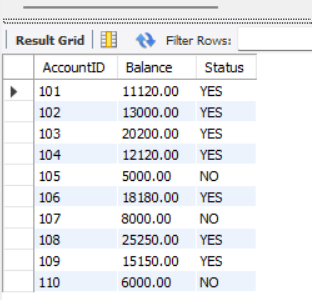 Result Grid Filter Rows:
AccountID Balance Status
101 11120.00 YES
102 13000.00 YES
103 20200.00 YES
104 12120.00 YES
105 5000.00 NO
106 18180.00 YES
107 8000.00 NO
108 25250.00 YES
109 15150.00 YES
110 6000.00 NO